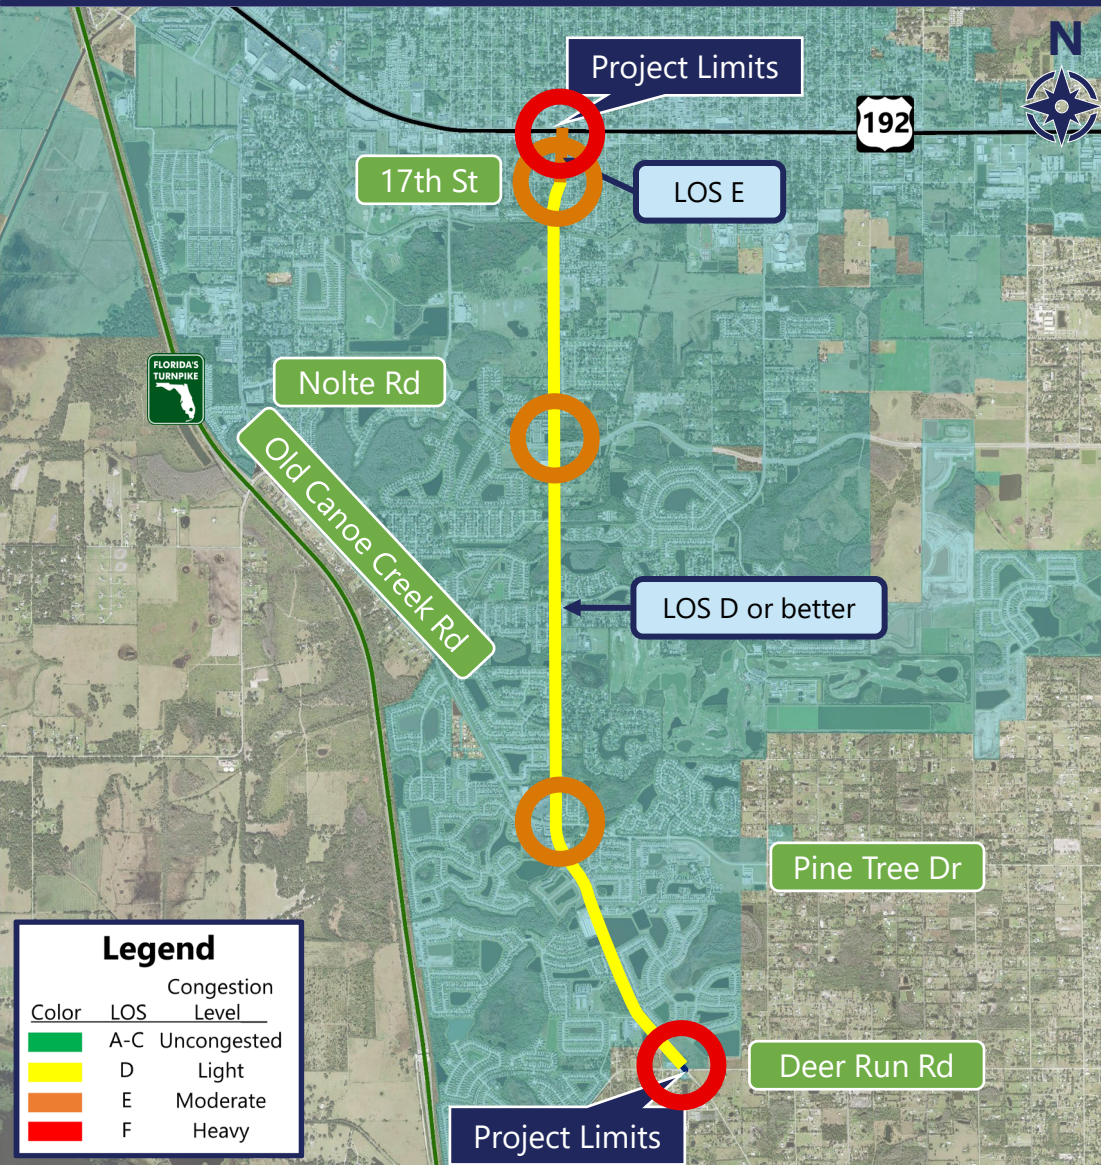 N
Project Limits
192
17th St
LOS E
FLORIDA'S
TURNPIKE
Nolte Rd
Old Canoe Creek Rd
LOS D or better
Pine Tree Dr
Legend
Color LOS Congestion Level
A-C Uncongested
D Light
E Moderate
F Heavy
Deer Run Rd
Project Limits